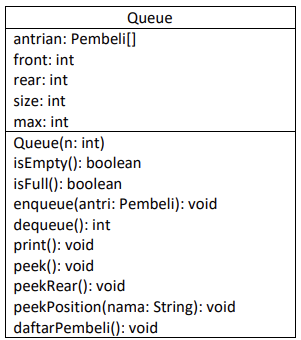 Queue
antrian: Pembeli[]
front: int
rear: int
size: int
max: int
Queue(n: int)
isEmpty(): boolean
isFull(): boolean
enqueue(antri: Pembeli): void
dequeue(): int
print(): void
peek(): void
peekRear(): void
peekPosition(nama: String): void
daftarPembeli(): void